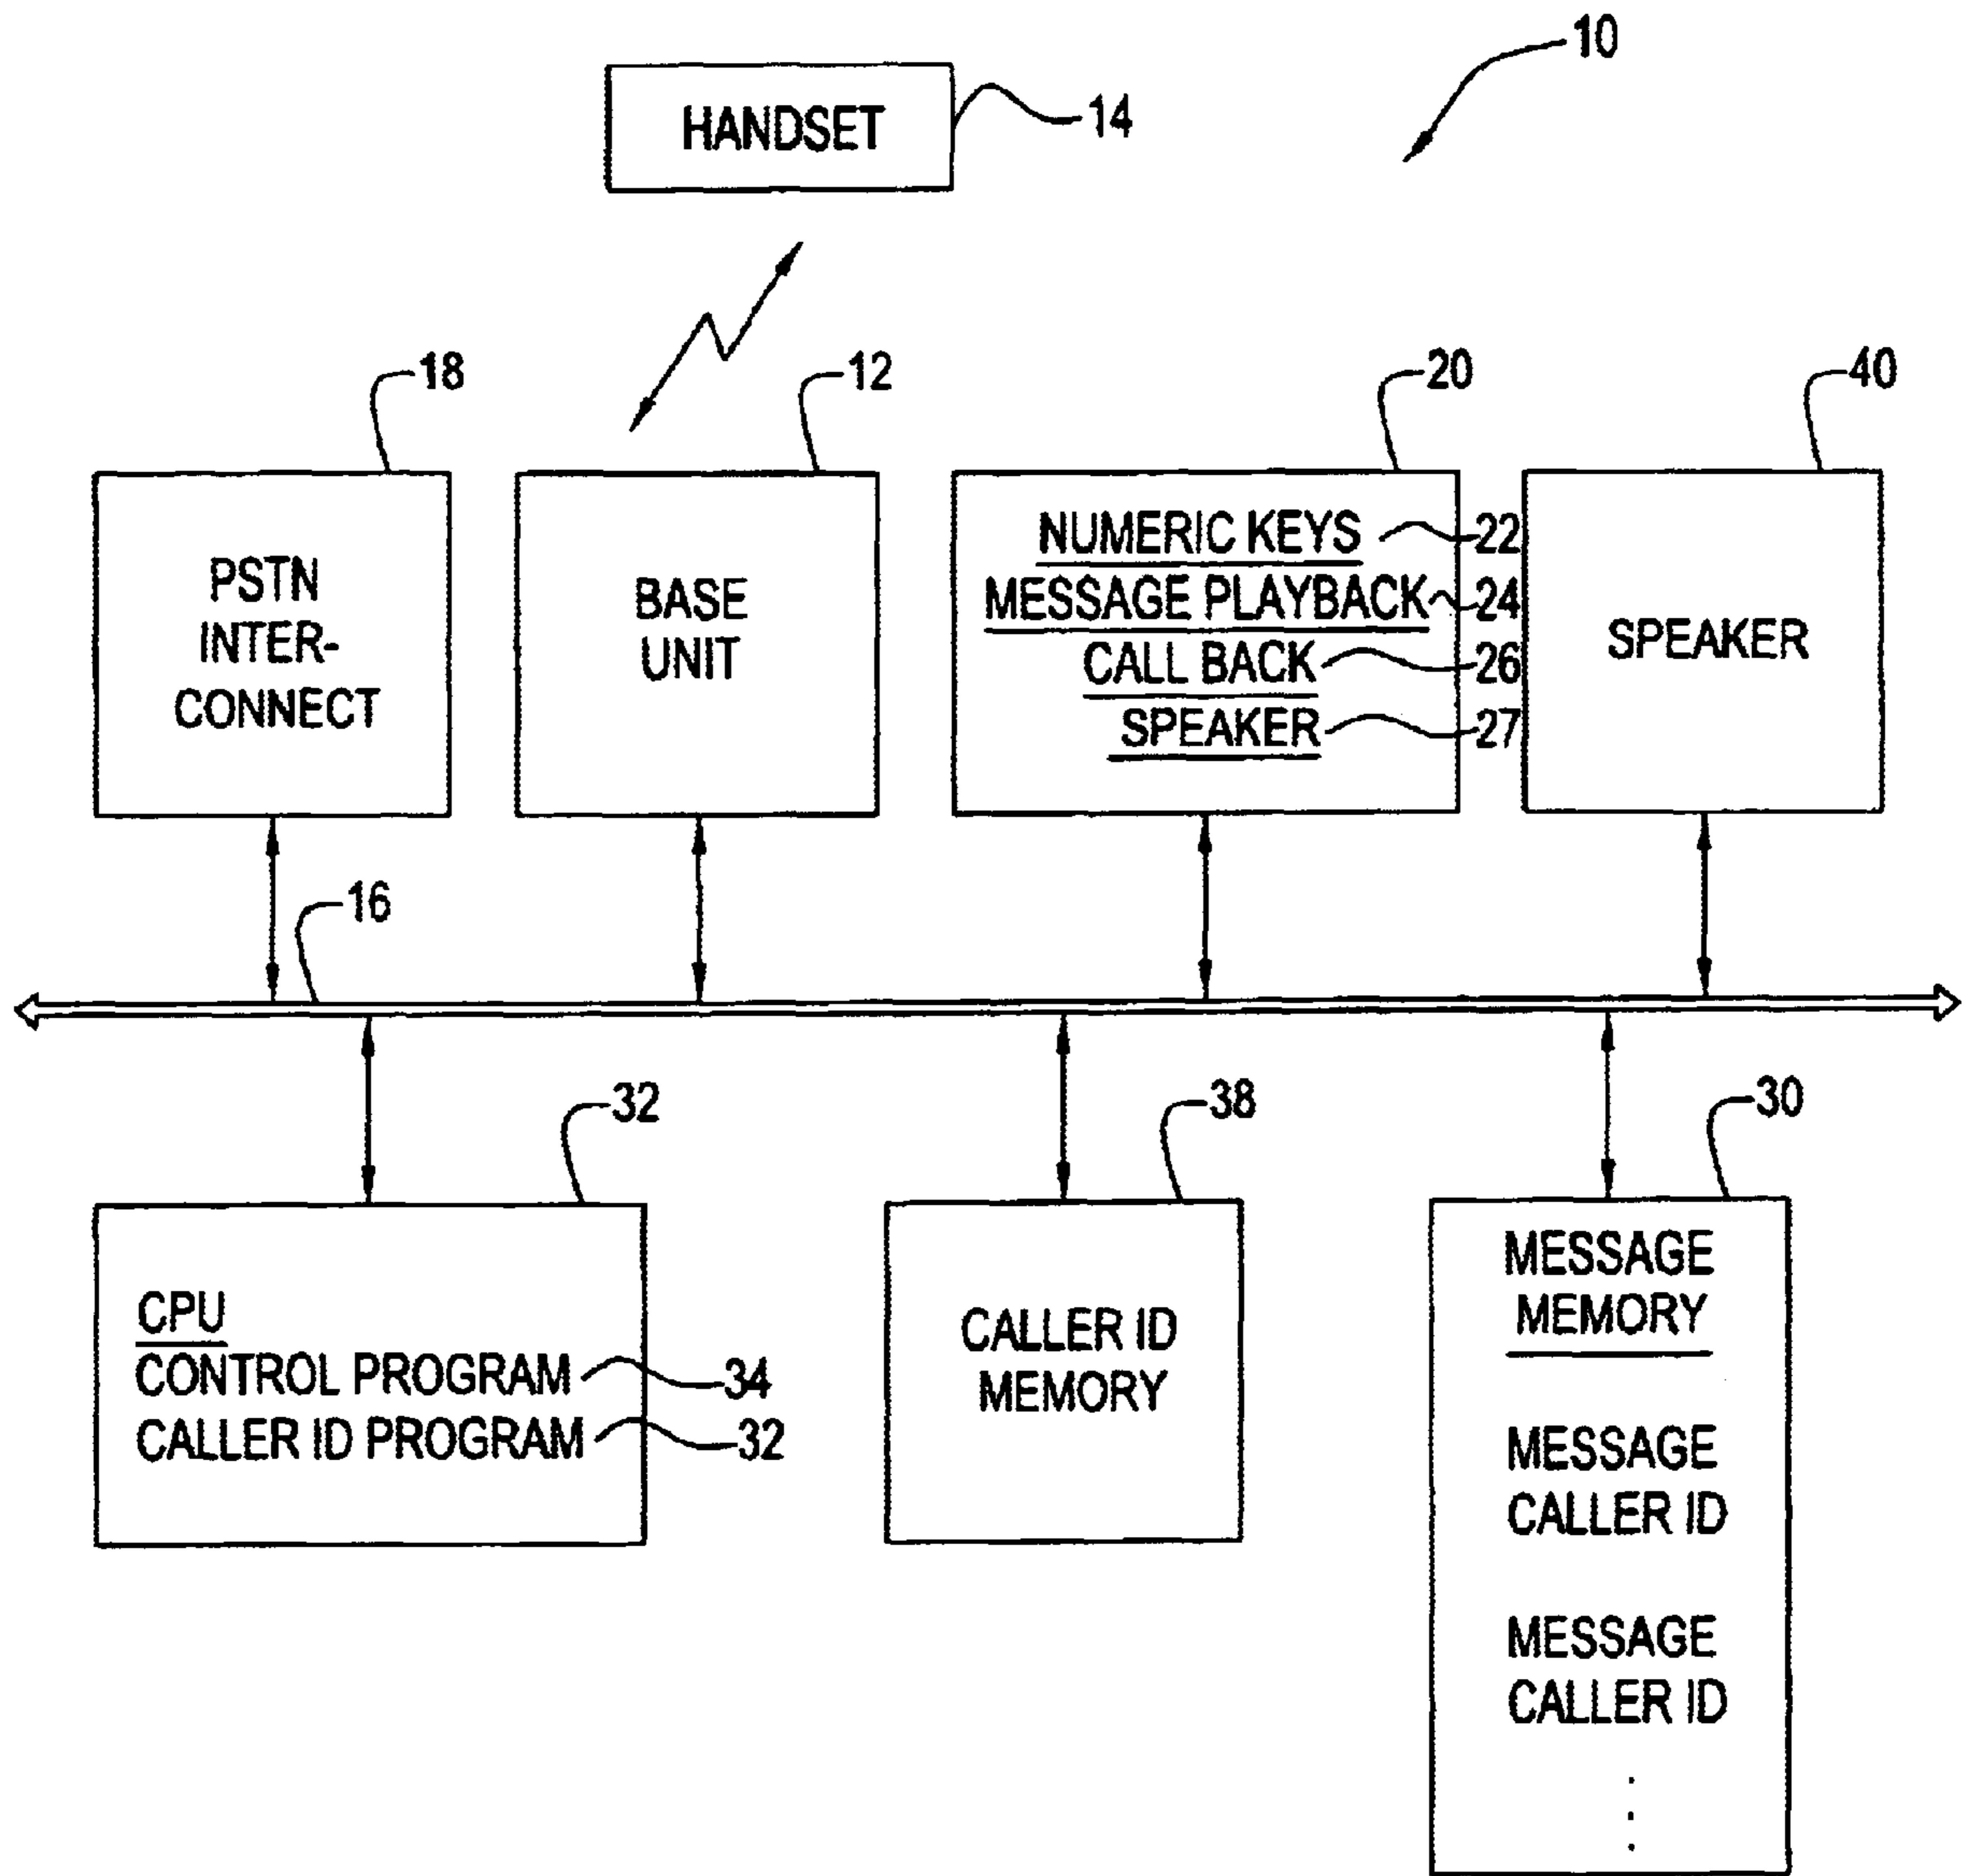 10
HANDSET 14
18
12
20
40
PSTN
INTER-
CONNECT
BASE
UNIT
NUMERIC KEYS 22
MESSAGE PLAYBACK 24
CALL BACK 26
SPEAKER 27
SPEAKER
16
32
38
30
CPU
CONTROL PROGRAM 34
CALLER ID PROGRAM 32
CALLER ID
MEMORY
MESSAGE
MEMORY
MESSAGE
CALLER ID
MESSAGE
CALLER ID
.
.
.